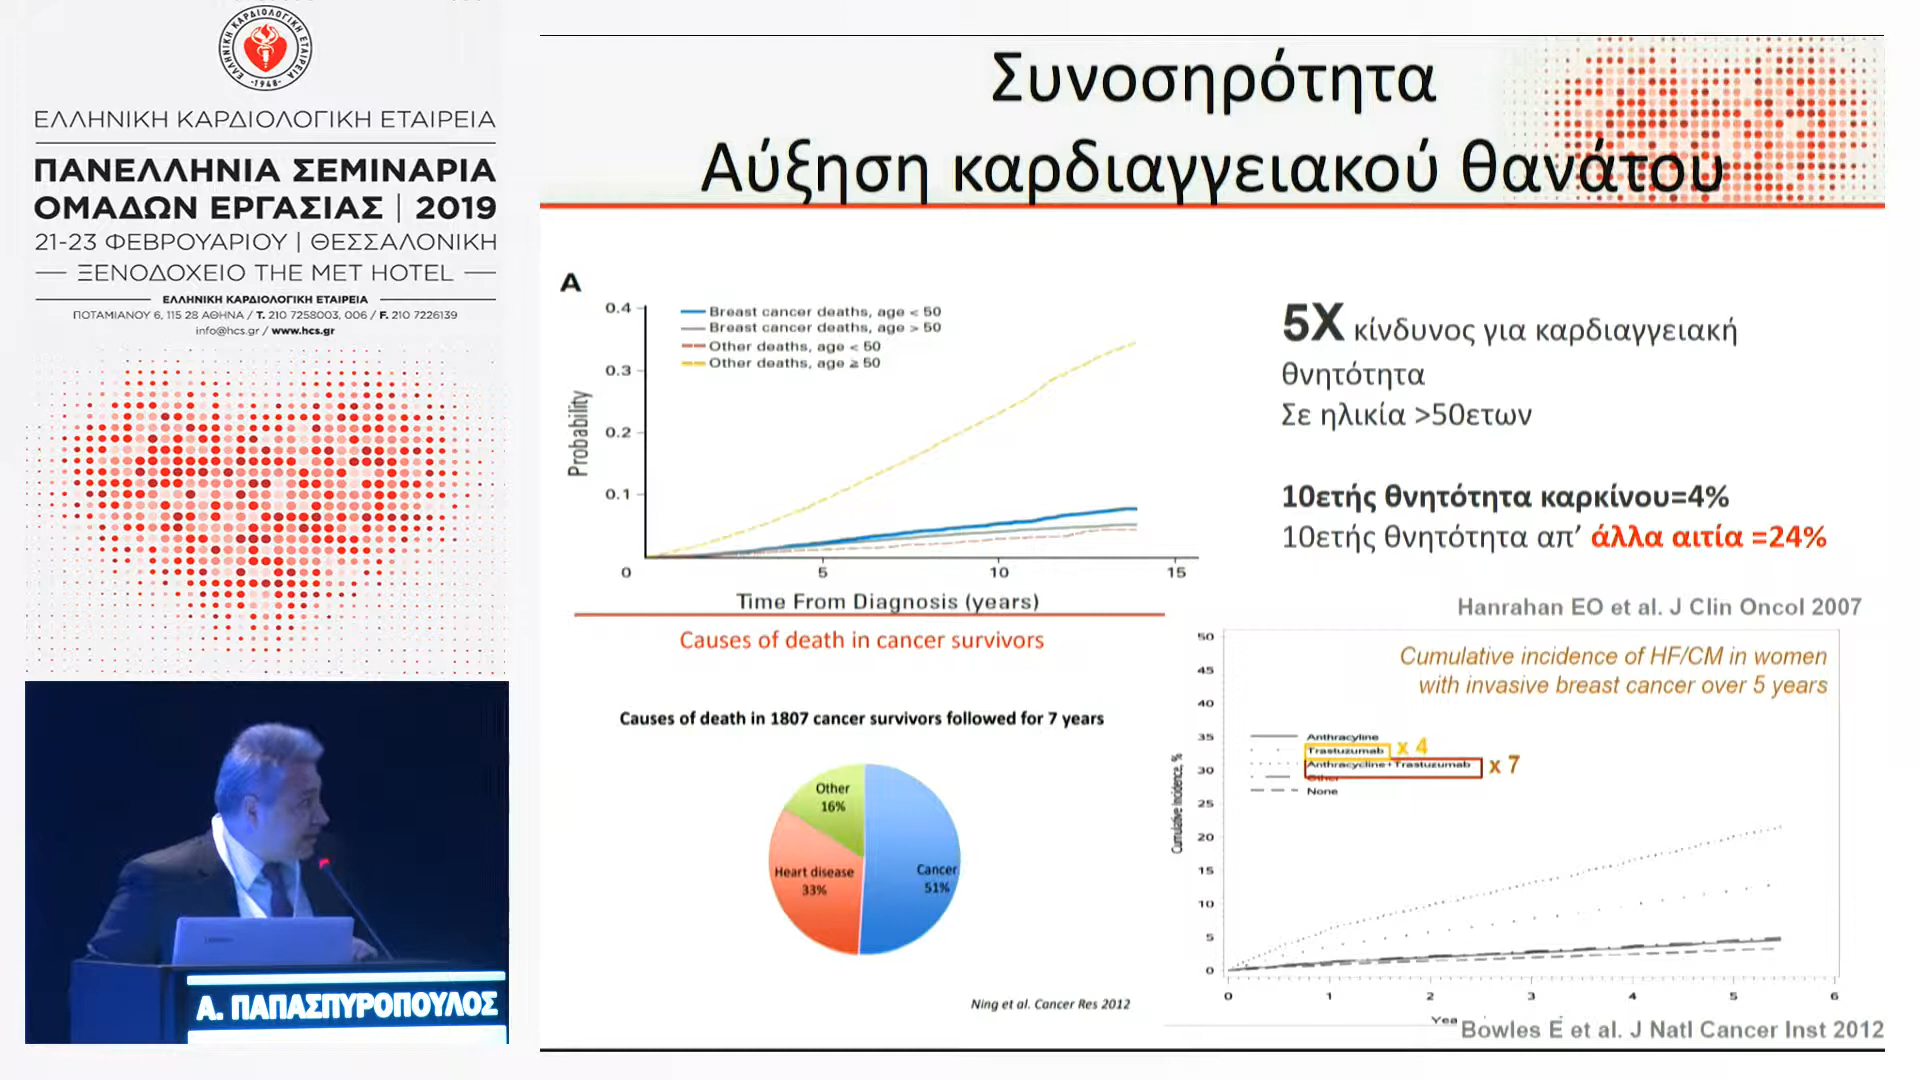 ΕΛΛΗΝΙΚΗ ΚΑΡΔΙΟΛΟΓΙΚΗ ΕΤΑΙΡΕΙΑ
·1948·
ΕΛΛΗΝΙΚΗ ΚΑΡΔΙΟΛΟΓΙΚΗ ΕΤΑΙΡΕΙΑ
ΠΑΝΕΛΛΗΝΙΑ ΣΕΜΙΝΑΡΙΑ
ΟΜΑΔΩΝ ΕΡΓΑΣΙΑΣ | 2019
21-23 ΦΕΒΡΟΥΑΡΙΟΥ | ΘΕΣΣΑΛΟΝΙΚΗ
ΞΕΝΟΔΟΧΕΙΟ THE MET HOTEL
ΕΛΛΗΝΙΚΗ ΚΑΡΔΙΟΛΟΓΙΚΗ ΕΤΑΙΡΕΙΑ
ΠΟΤΑΜΙΑΝΟΥ 6, 115 28 ΑΘΗΝΑ / Τ. 210 7258003, 006 / F. 210 7226139
info@hcs.gr / www.hcs.gr
Α. ΠΑΠΑΣΠΥΡΟΠΟΥΛΟΣ
Συνοσηρότητα
Αύξηση καρδιαγγειακού θανάτου
A
Breast cancer deaths, age < 50
Breast cancer deaths, age > 50
Other deaths, age < 50
Other deaths, age ≥ 50
Probability
0.4
0.3
0.2
0.1
0 5 10 15
Time From Diagnosis (years)
5X κίνδυνος για καρδιαγγειακή
θνητότητα
Σε ηλικία >50ετων
10ετής θνητότητα καρκίνου=4%
10ετής θνητότητα απ’ άλλα αιτία =24%
Hanrahan EO et al. J Clin Oncol 2007
Causes of death in cancer survivors
Causes of death in 1807 cancer survivors followed for 7 years
Other
16%
Heart disease
33%
Cancer
51%
Ning et al. Cancer Res 2012
Cumulative incidence of HF/CM in women
with invasive breast cancer over 5 years
Anthracyline
Trastuzumab x 4
Anthracycline+Trastuzumab x 7
Other
None
Cumulative Incidence, %
50
45
40
35
30
25
20
15
10
5
0
0 1 2 3 4 5 6
Yea
Bowles E et al. J Natl Cancer Inst 2012